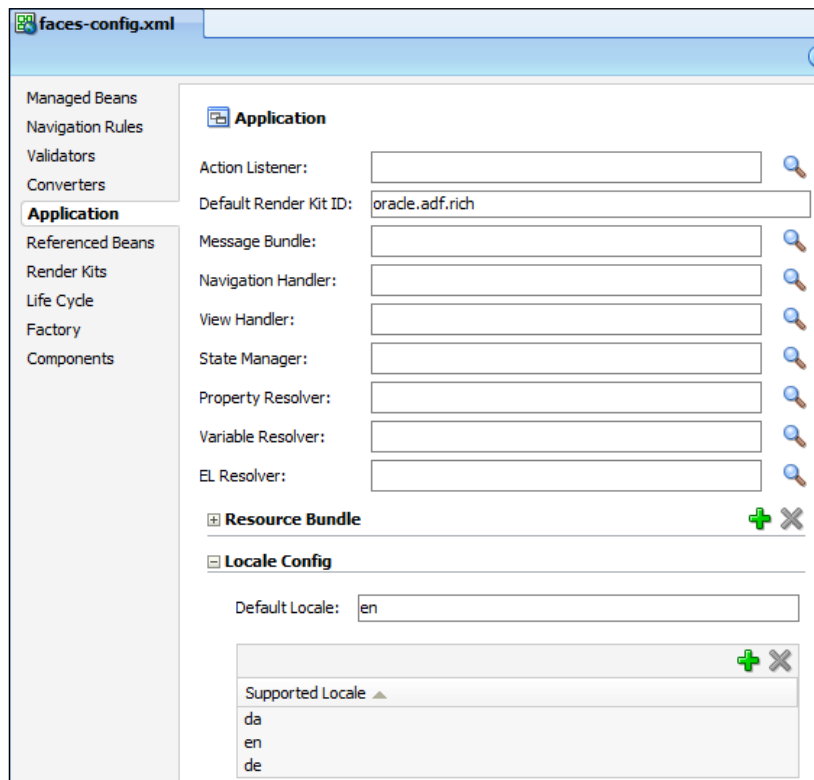 faces-config.xml
Managed Beans
Navigation Rules
Validators
Converters
Application
Referenced Beans
Render Kits
Life Cycle
Factory
Components
Application
Action Listener:
Default Render Kit ID: oracle.adf.rich
Message Bundle:
Navigation Handler:
View Handler:
State Manager:
Property Resolver:
Variable Resolver:
EL Resolver:
Resource Bundle
Locale Config
Default Locale: en
Supported Locale
da
en
de